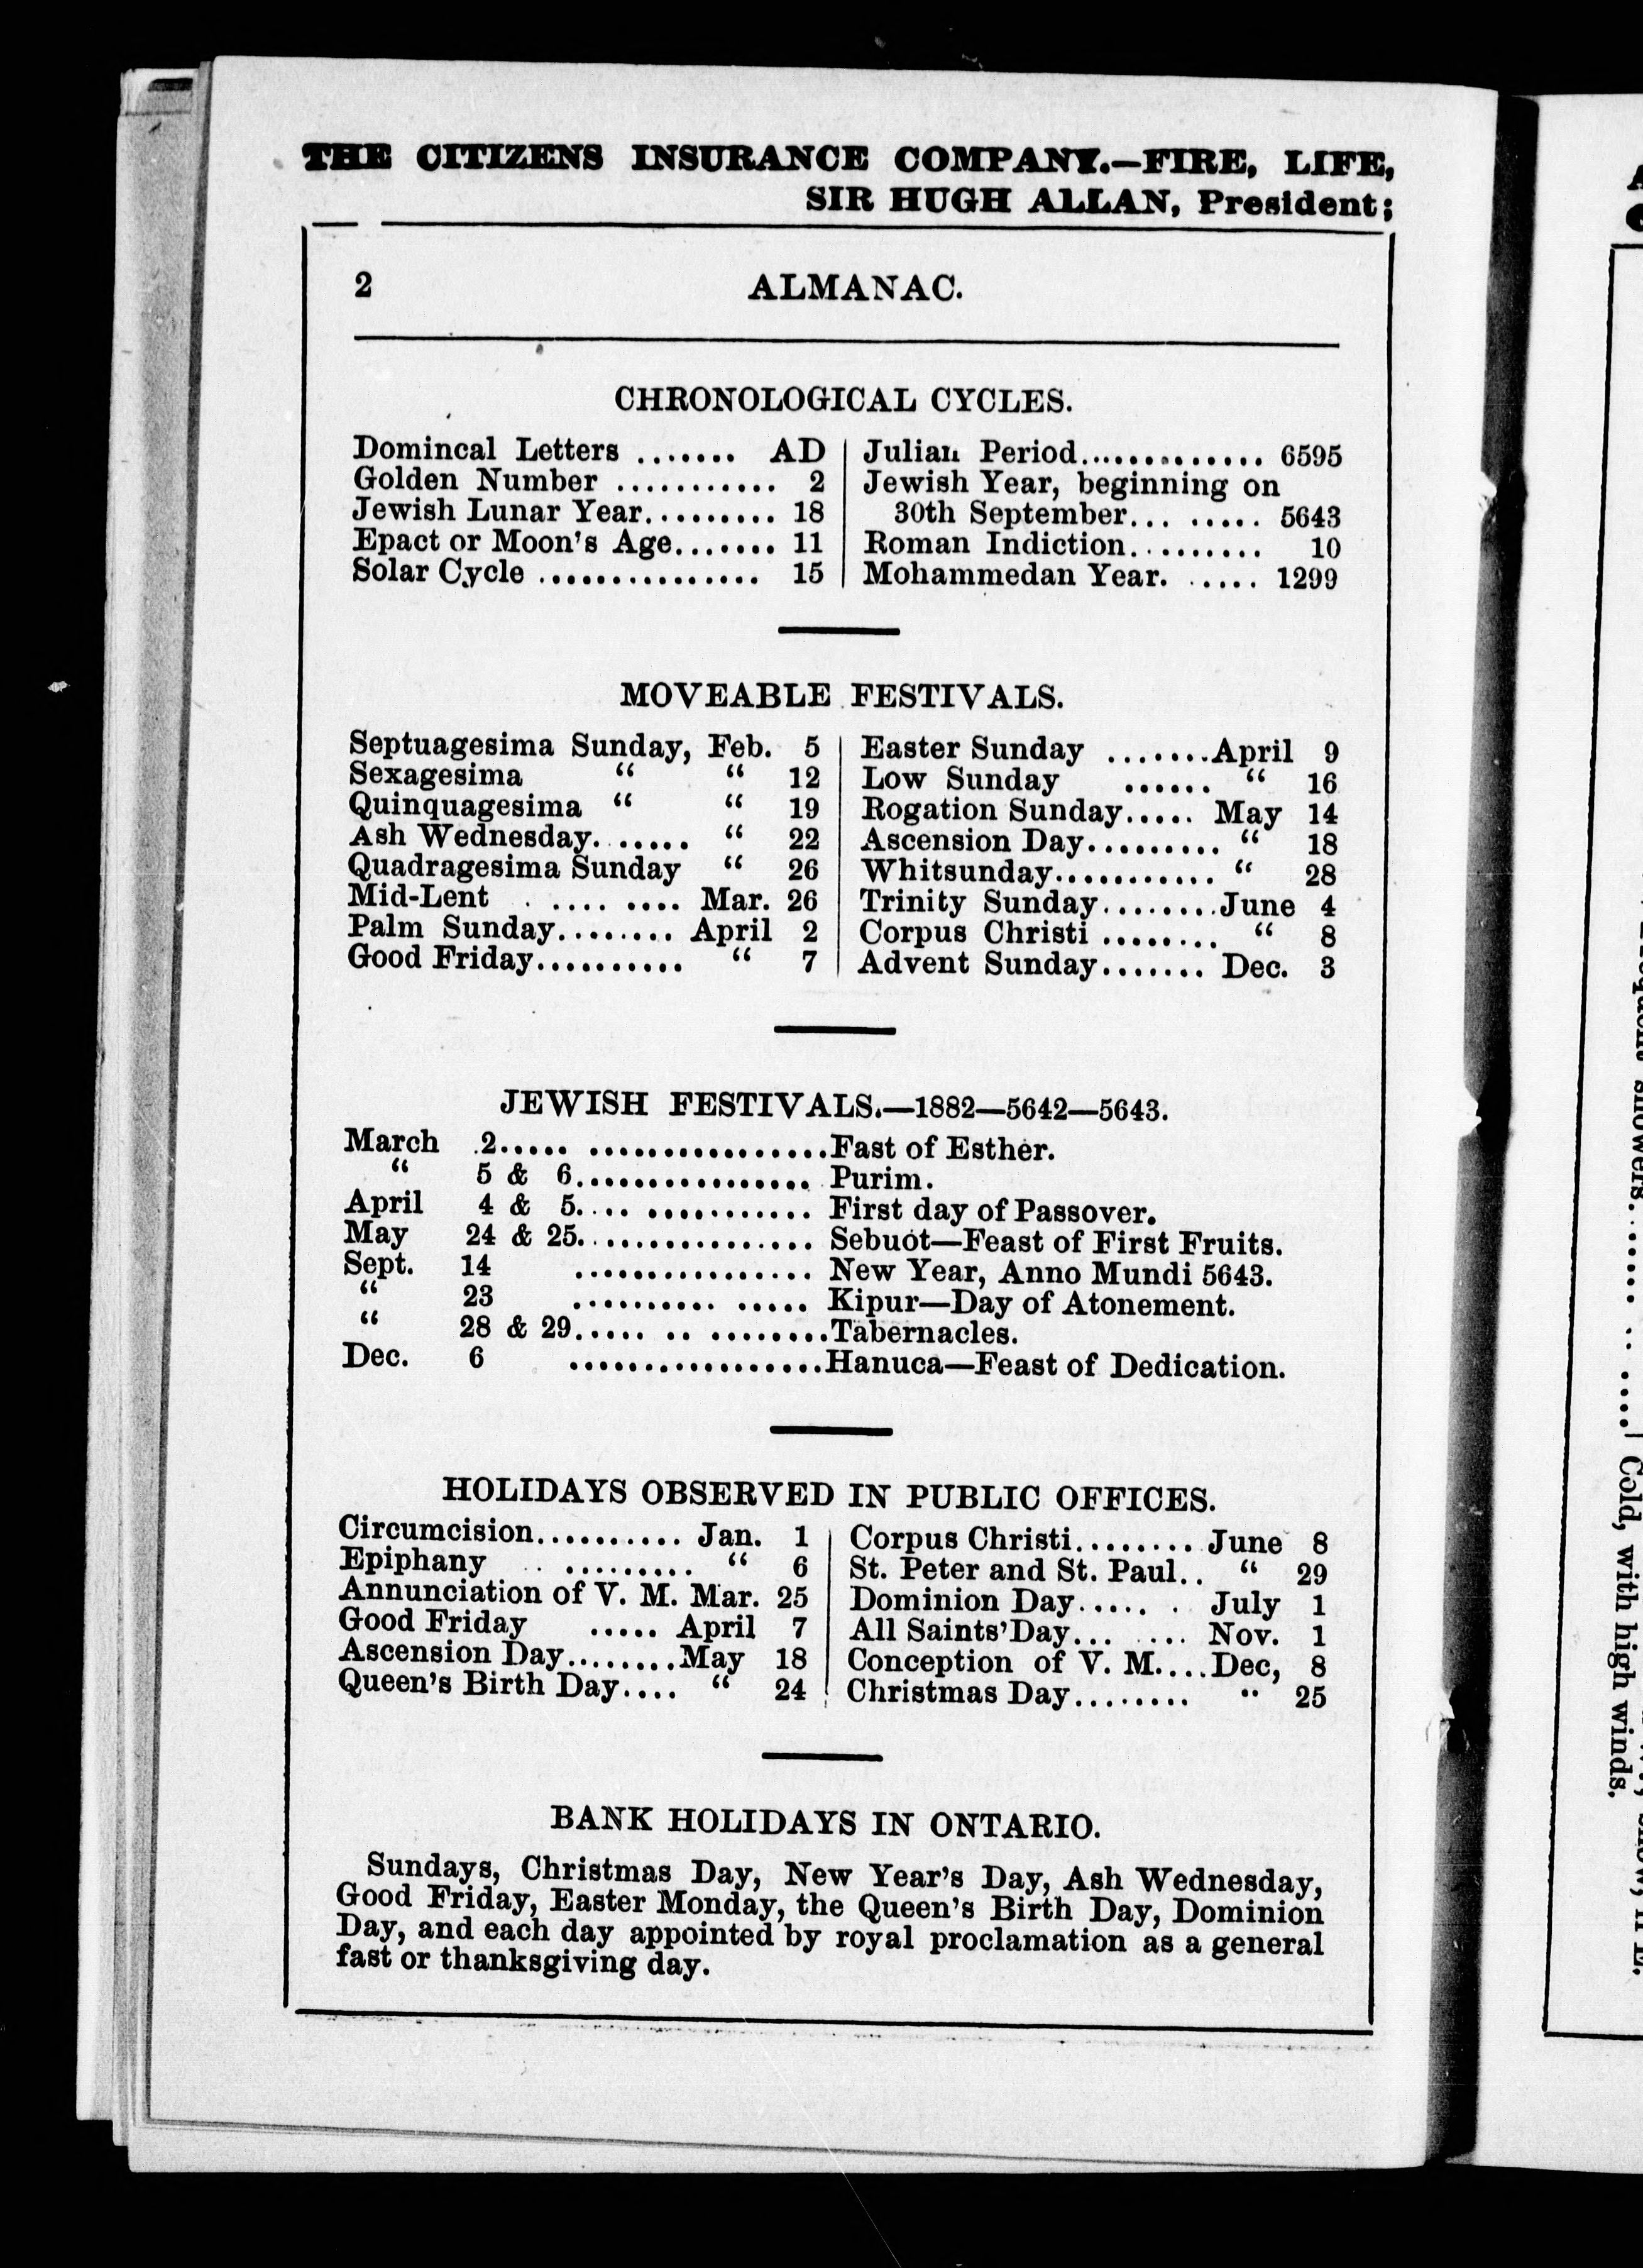 THE CITIZENS INSURANCE COMPANY.—FIRE, LIFE,
SIR HUGH ALLAN, President;
2 ALMANAC.
CHRONOLOGICAL CYCLES.
Domincal Letters ....... AD
Golden Number ........... 2
Jewish Lunar Year......... 18
Epact or Moon's Age....... 11
Solar Cycle ............... 15
Julian Period............. 6595
Jewish Year, beginning on
30th September... ..... 5643
Roman Indiction......... 10
Mohammedan Year. ..... 1299
MOVEABLE FESTIVALS.
Septuagesima Sunday, Feb. 5
Sexagesima “ “ 12
Quinquagesima “ “ 19
Ash Wednesday....... “ 22
Quadragesima Sunday “ 26
Mid-Lent . .... .... Mar. 26
Palm Sunday........ April 2
Good Friday.......... “ 7
Easter Sunday .......April 9
Low Sunday ...... “ 16
Rogation Sunday..... May 14
Ascension Day......... “ 18
Whitsunday........... “ 28
Trinity Sunday........June 4
Corpus Christi ........ “ 8
Advent Sunday....... Dec. 3
JEWISH FESTIVALS.—1882—5642—5643.
March 2..... ................Fast of Esther.
“ 5 & 6................ Purim.
April 4 & 5.... ........... First day of Passover.
May 24 & 25................ Sebuot—Feast of First Fruits.
Sept. 14 ................ New Year, Anno Mundi 5643.
“ 23 .......... ..... Kipur—Day of Atonement.
“ 28 & 29..... .. ........Tabernacles.
Dec. 6 .................Hanuca—Feast of Dedication.
HOLIDAYS OBSERVED IN PUBLIC OFFICES.
Circumcision.......... Jan. 1
Epiphany .. ......... “ 6
Annunciation of V. M. Mar. 25
Good Friday ..... April 7
Ascension Day........May 18
Queen's Birth Day.... “ 24
Corpus Christi........ June 8
St. Peter and St. Paul.. “ 29
Dominion Day..... . July 1
All Saints' Day... .... Nov. 1
Conception of V. M....Dec, 8
Christmas Day........ “ 25
BANK HOLIDAYS IN ONTARIO.
Sundays, Christmas Day, New Year's Day, Ash Wednesday,
Good Friday, Easter Monday, the Queen's Birth Day, Dominion
Day, and each day appointed by royal proclamation as a general
fast or thanksgiving day.
Cold, with high winds.